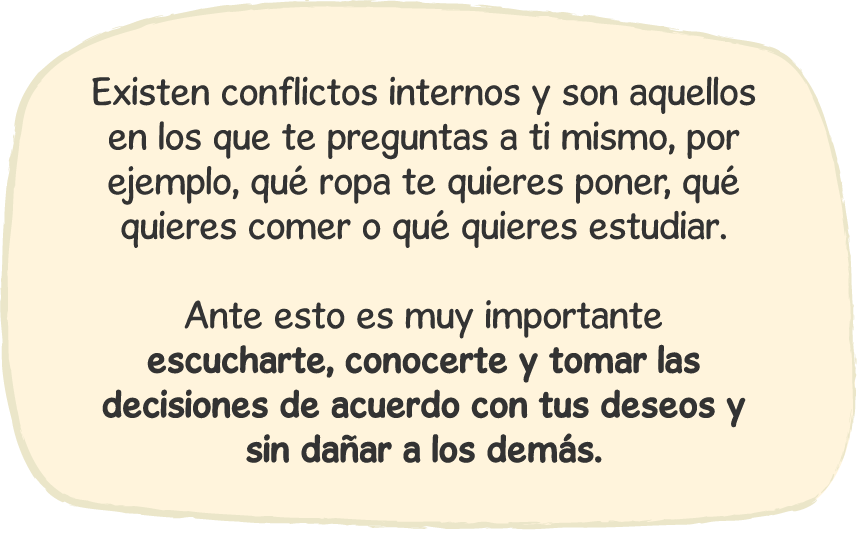 Existen conflictos internos y son aquellos
en los que te preguntas a ti mismo, por
ejemplo, qué ropa te quieres poner, qué
quieres comer o qué quieres estudiar.
Ante esto es muy importante
escucharte, conocerte y tomar las
decisiones de acuerdo con tus deseos y
sin dañar a los demás.